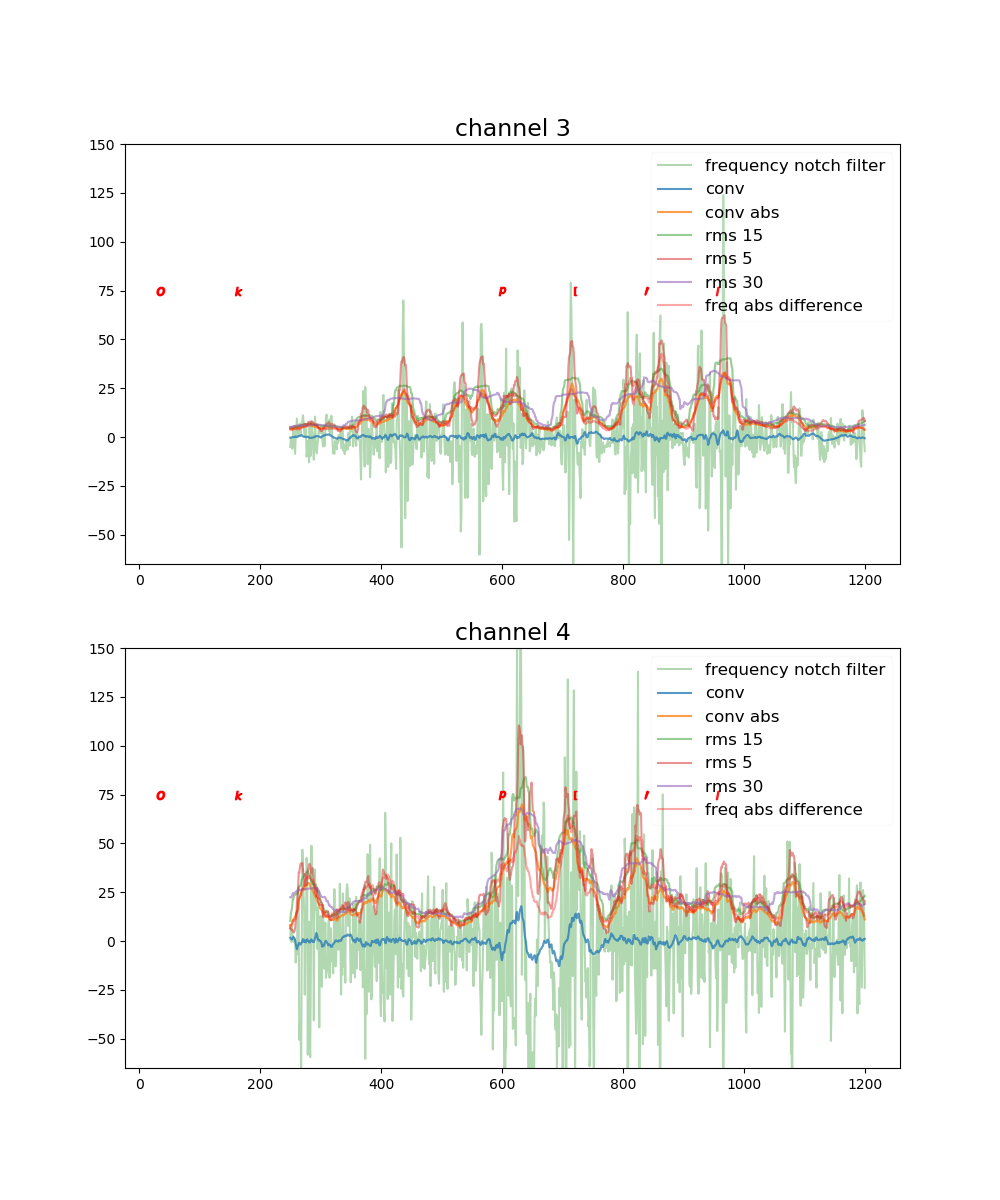 channel 3
150
125
100
75
50
25
0
−25
−50
frequency notch filter
conv
conv abs
rms 15
rms 5
rms 30
freq abs difference
O k p
0 200 400 600 800 1000 1200
channel 4
150
125
100
75
50
25
0
−25
−50
frequency notch filter
conv
conv abs
rms 15
rms 5
rms 30
freq abs difference
O k p
0 200 400 600 800 1000 1200